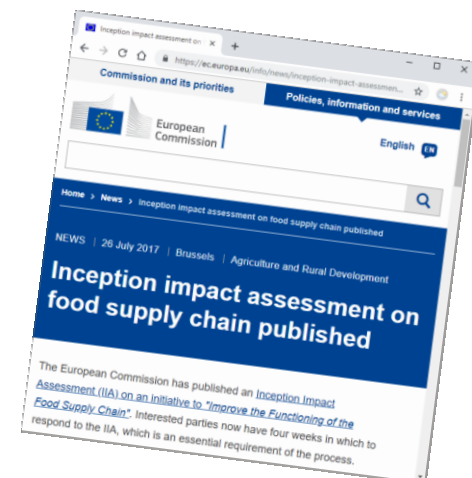 Inception impact assessment on
https://ec.europa.eu/info/news/inception-impact-assessmen...
Commission and its priorities
Policies, information and services
European
Commission
English EN
Home > News > Inception impact assessment on food supply chain published
NEWS | 26 July 2017 | Brussels | Agriculture and Rural Development
Inception impact assessment on
food supply chain published
The European Commission has published an Inception Impact
Assessment (IIA) on an initiative to "Improve the Functioning of the
Food Supply Chain". Interested parties now have four weeks in which to
respond to the IIA, which is an essential requirement of the process.